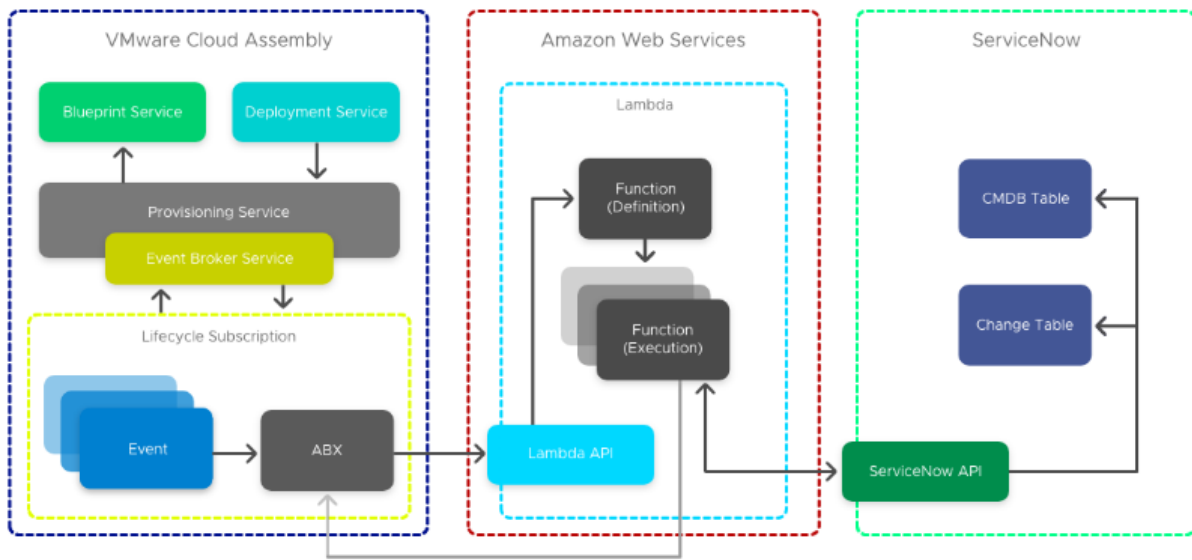 VMware Cloud Assembly
Blueprint Service
Deployment Service
Provisioning Service
Event Broker Service
Lifecycle Subscription
Event
ABX
Amazon Web Services
Lambda
Function
(Definition)
Function
(Execution)
Lambda API
ServiceNow
CMDB Table
Change Table
ServiceNow API